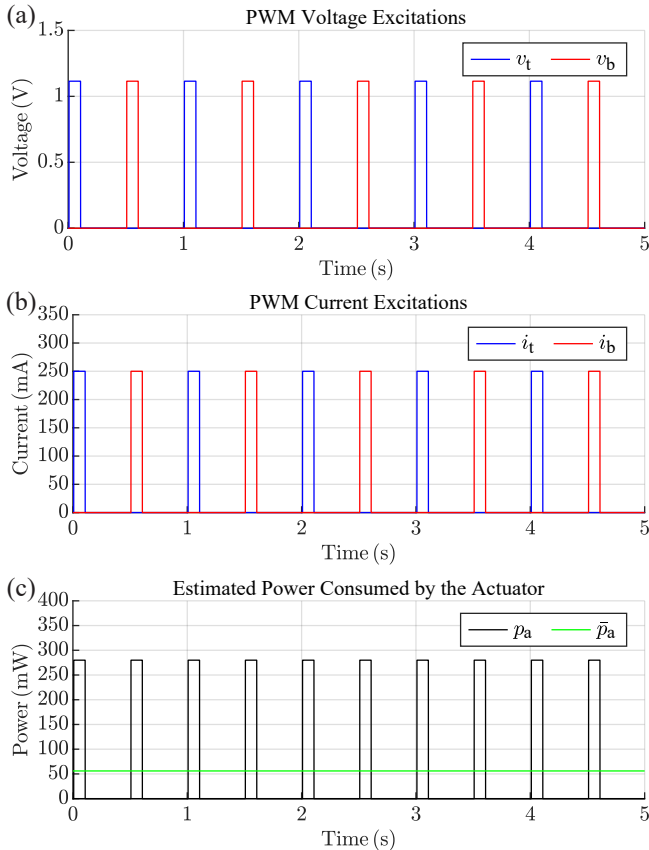 (a)
PWM Voltage Excitations
1.5
1
0.5
0
Voltage (V)
v_t v_b
0 1 2 3 4 5
Time (s)
(b)
PWM Current Excitations
350
300
250
200
150
100
50
0
Current (mA)
i_t i_b
0 1 2 3 4 5
Time (s)
(c)
Estimated Power Consumed by the Actuator
400
350
300
250
200
150
100
50
0
Power (mW)
p_a p̄_a
0 1 2 3 4 5
Time (s)